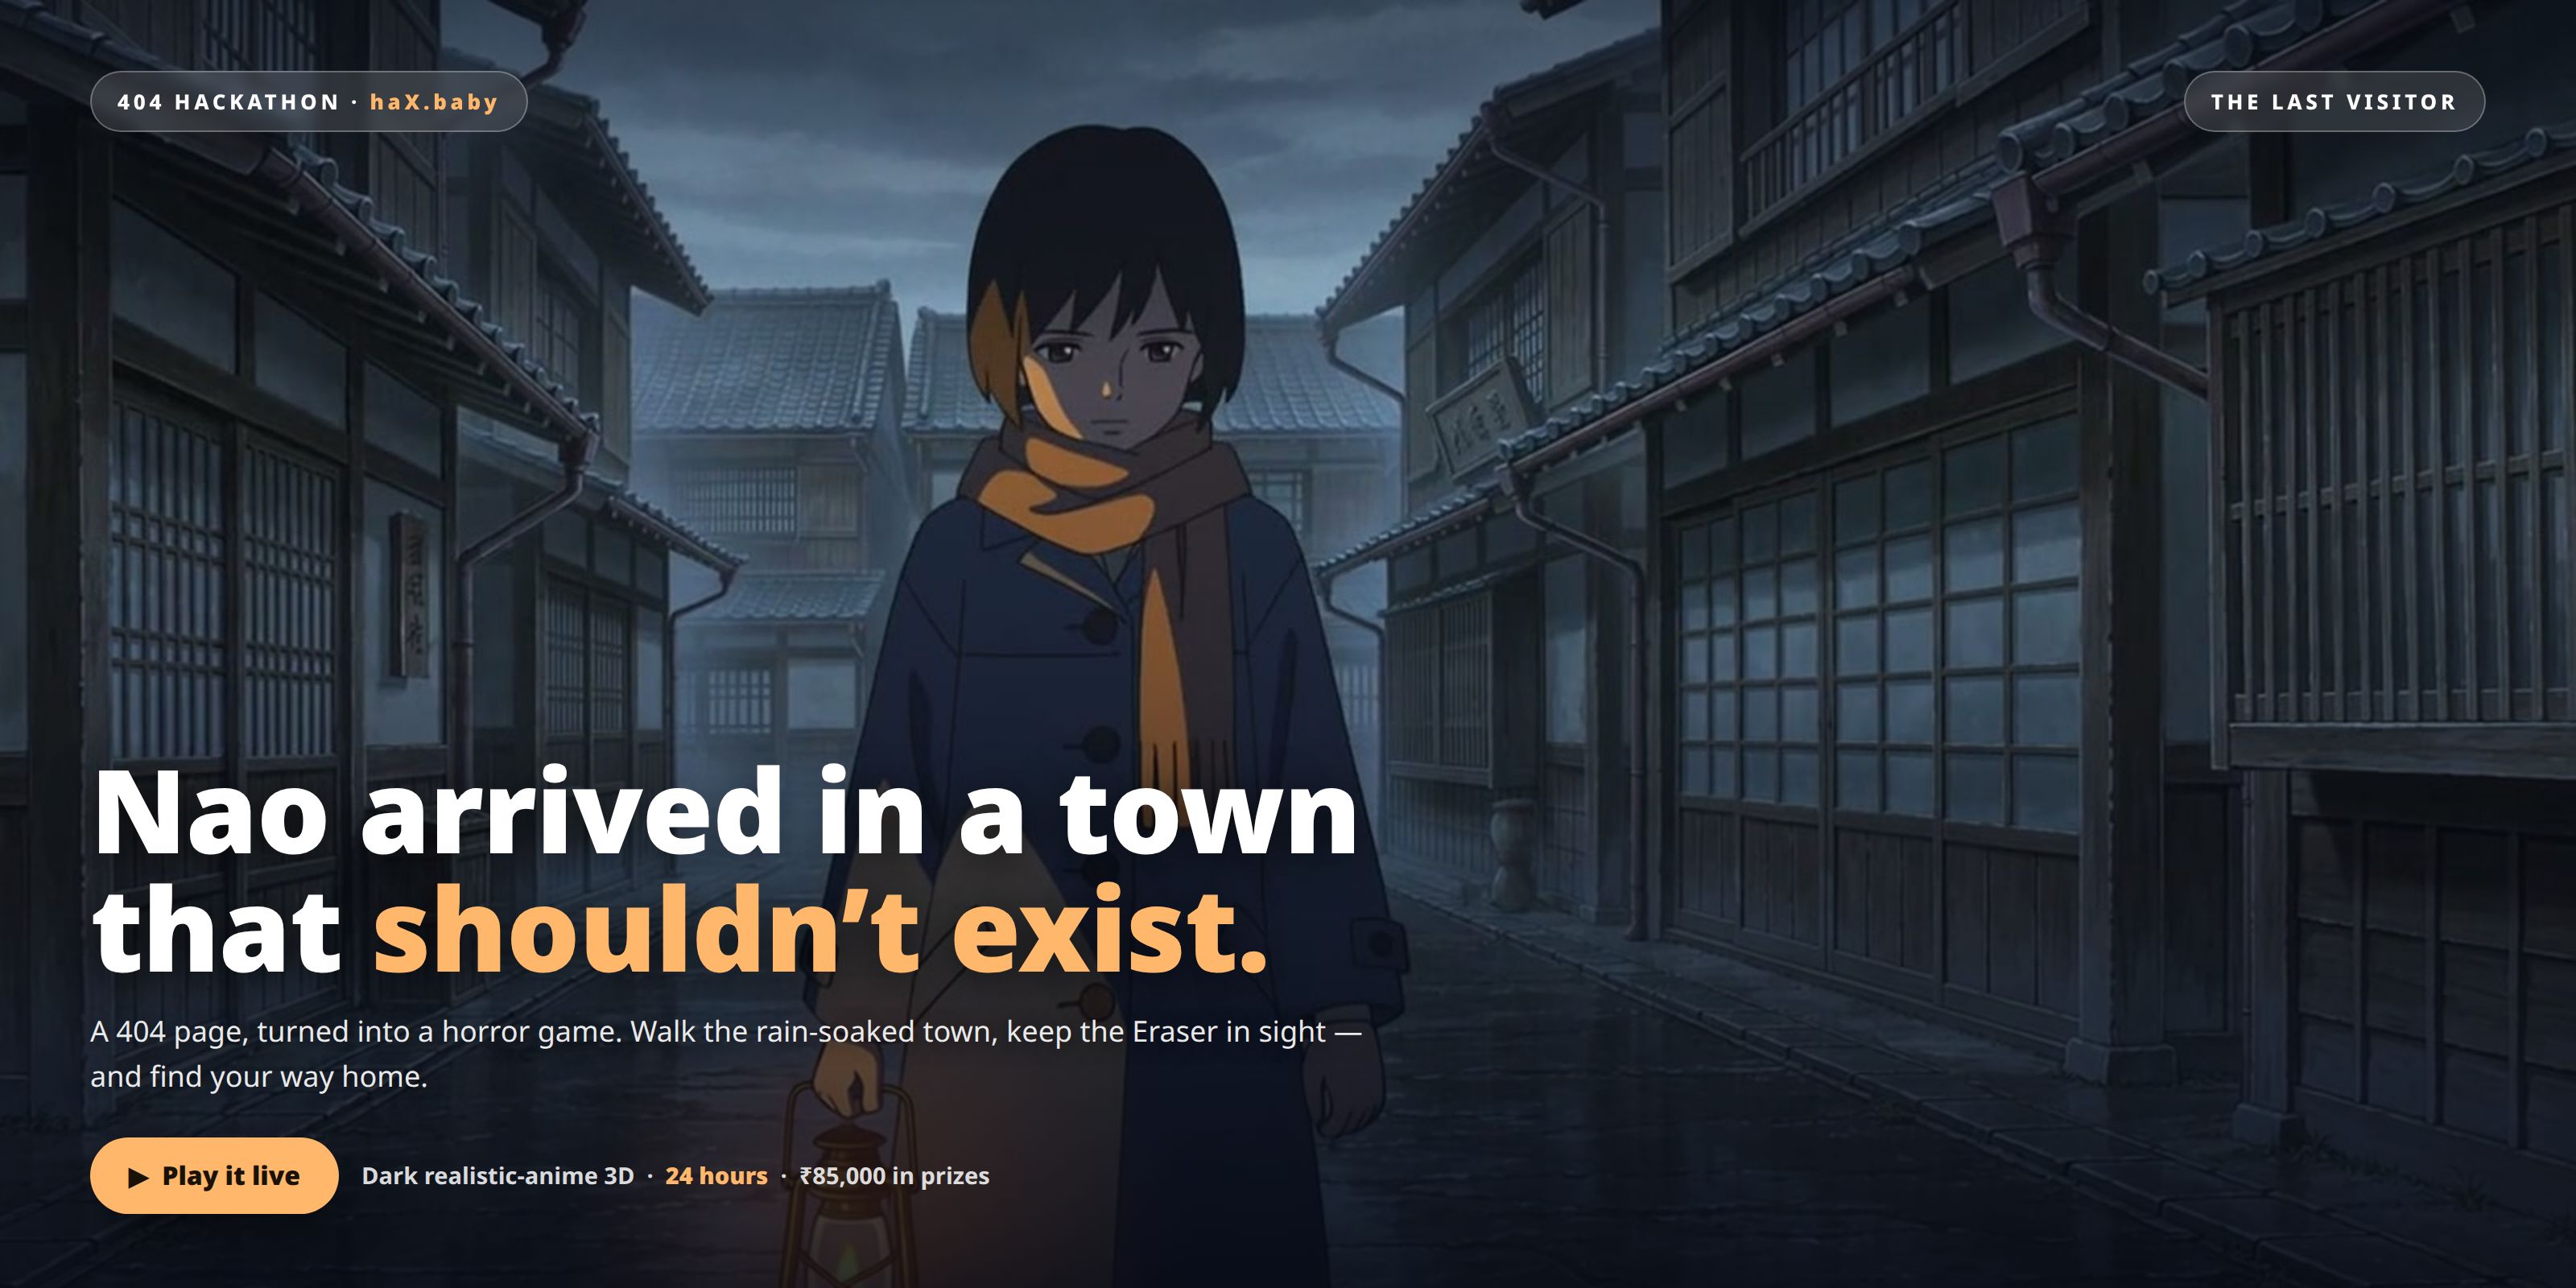 404 HACKATHON · haX.baby
THE LAST VISITOR
Nao arrived in a town
that shouldn’t exist.
A 404 page, turned into a horror game. Walk the rain-soaked town, keep the Eraser in sight —
and find your way home.
▶ Play it live
Dark realistic-anime 3D · 24 hours · ₹85,000 in prizes